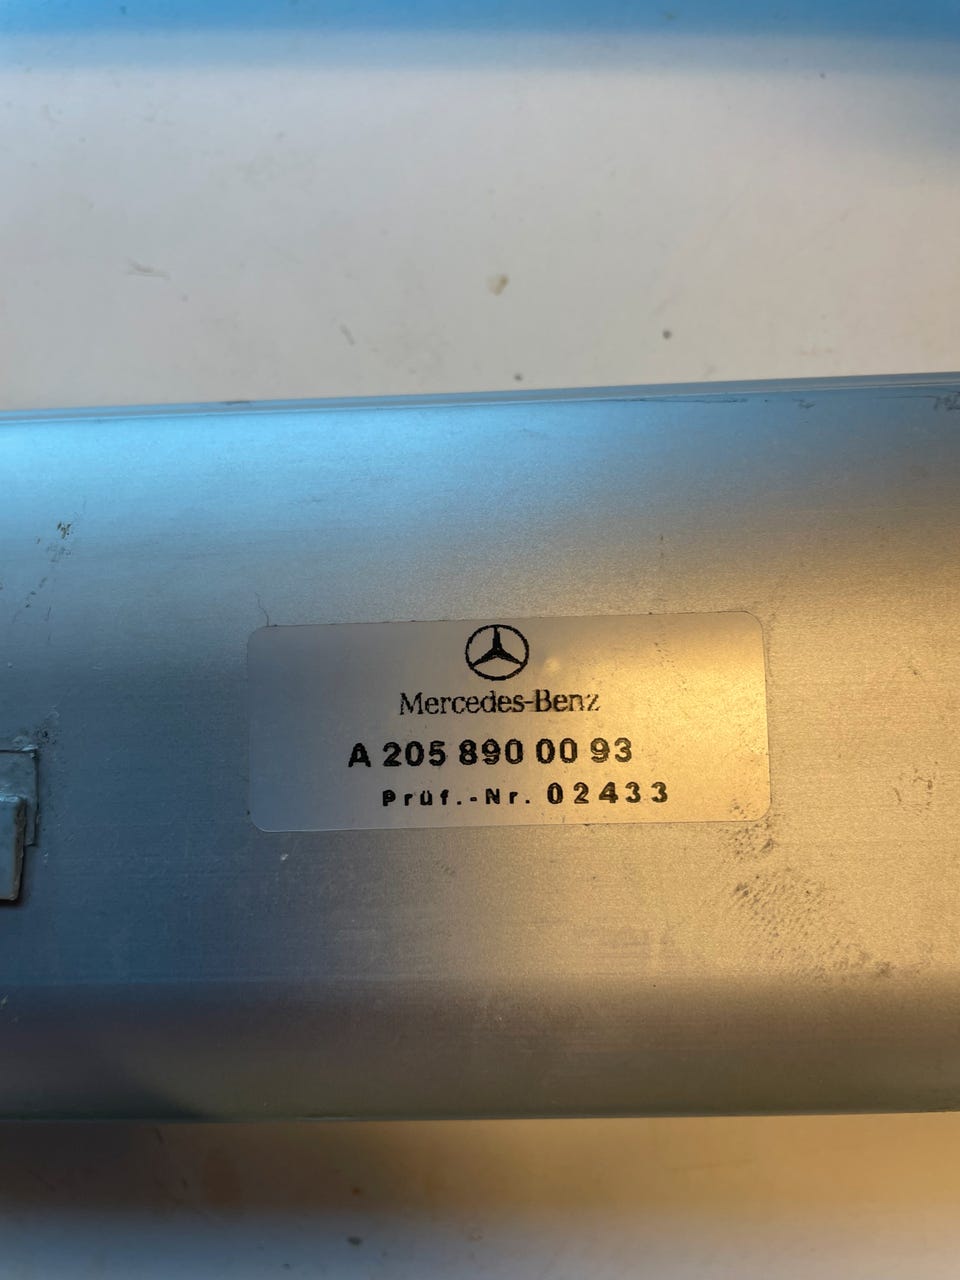 Mercedes-Benz
A 205 890 00 93
Prüf.-Nr. 02433